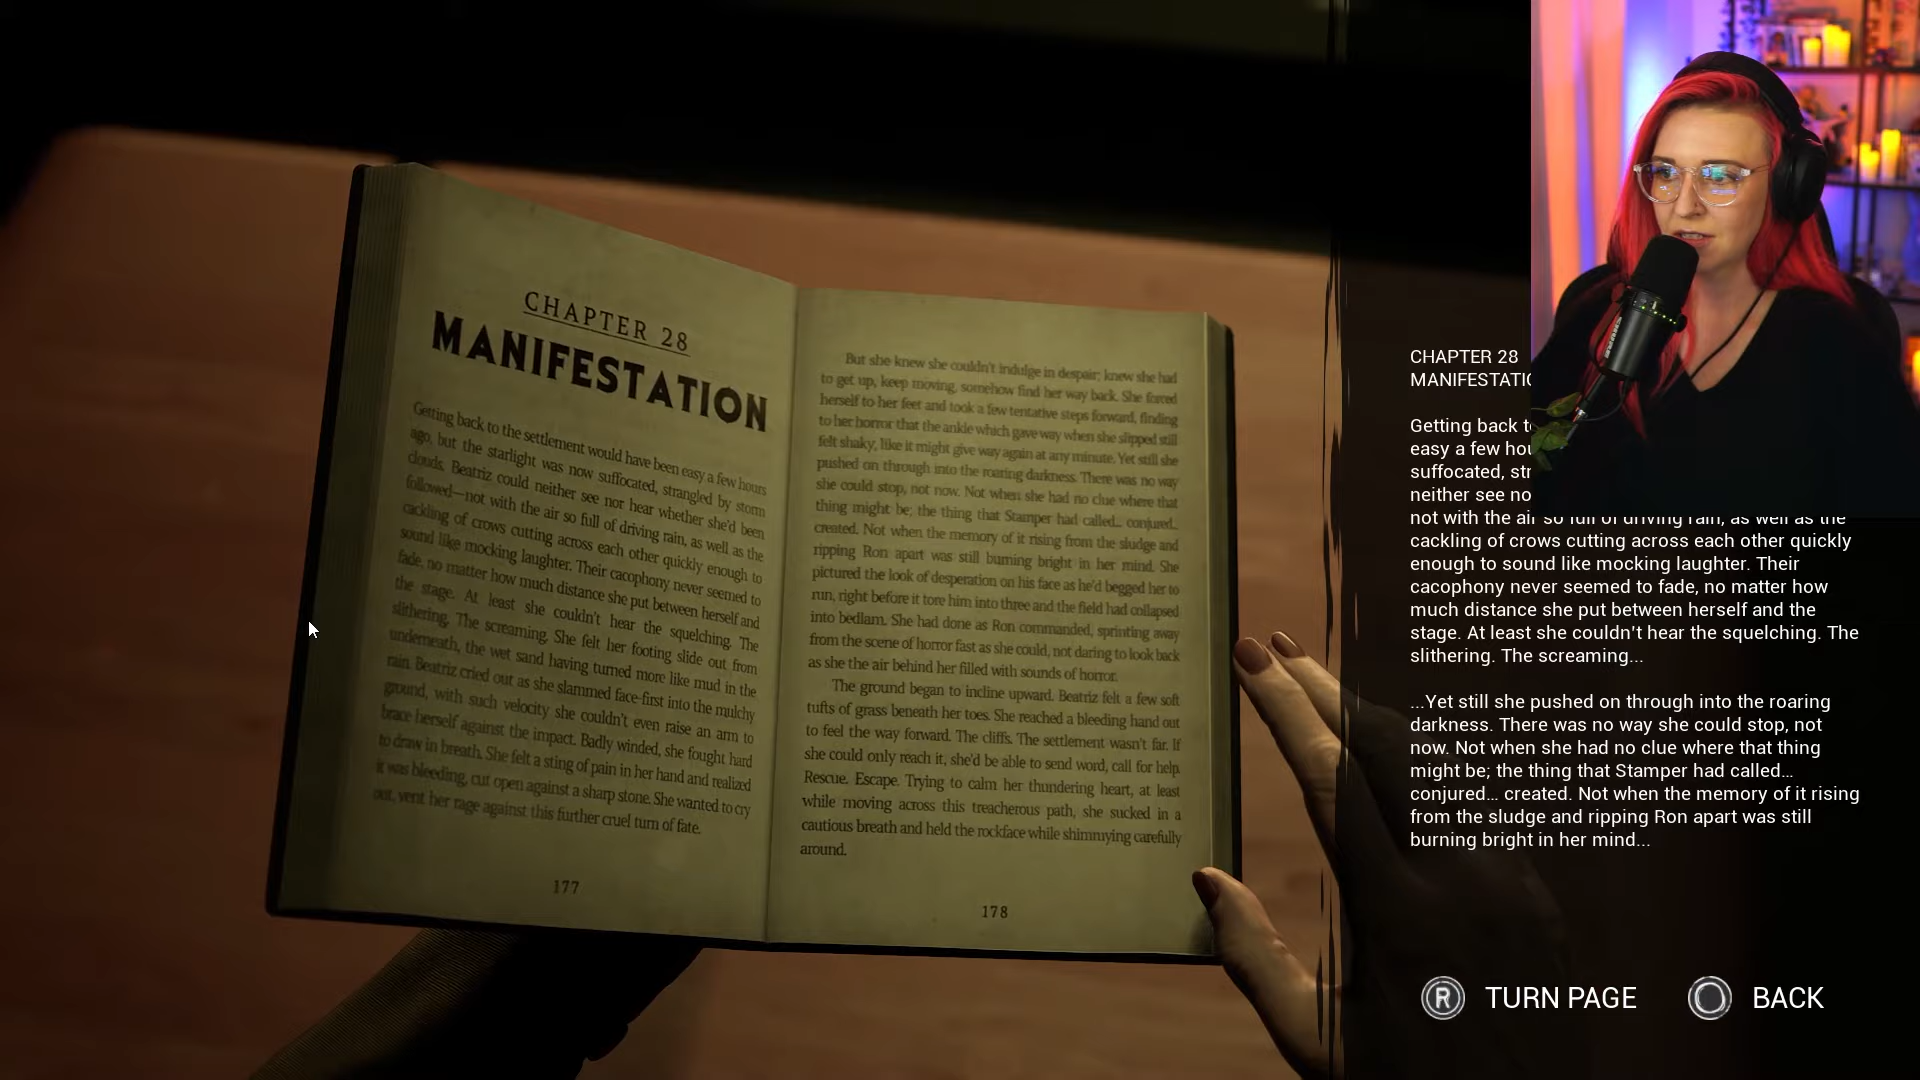 CHAPTER 28
MANIFESTATION
Getting back to the settlement would have been easy a few hours
ago, but the starlight was now suffocated, strangled by storm
clouds. Beatriz could neither see nor hear whether she'd been
followed—not with the air so full of driving rain, as well as the
cackling of crows cutting across each other quickly enough to
sound like mocking laughter. Their cacophony never seemed to
fade, no matter how much distance she put between herself and
the stage. At least she couldn't hear the squelching. The
slithering. The screaming. She felt her footing slide out from
underneath, the wet sand having turned more like mud in the
rain. Beatriz cried out as she slammed face-first into the mulchy
ground, with such velocity she couldn't even raise an arm to
brace herself against the impact. Badly winded, she fought hard
to draw in breath. She felt a sting of pain in her hand and realized
it was bleeding, cut open against a sharp stone. She wanted to cry
out, vent her rage against this further cruel turn of fate.
177
But she knew she couldn't indulge in despair; knew she had
to get up, keep moving, somehow find her way back. She forced
herself to her feet and took a few tentative steps forward, finding
to her horror that the ankle which gave way when she slipped still
felt shaky, like it might give way again at any minute. Yet still she
pushed on through into the roaring darkness. There was no way
she could stop, not now. Not when she had no clue where that
thing might be; the thing that Stamper had called... conjured...
created. Not when the memory of it rising from the sludge and
ripping Ron apart was still burning bright in her mind. She
pictured the look of desperation on his face as he'd begged her to
run, right before it tore him into three and the field had collapsed
into bedlam. She had done as Ron commanded, sprinting away
from the scene of horror fast as she could, not daring to look back
as she the air behind her filled with sounds of horror.
The ground began to incline upward. Beatriz felt a few soft
tufts of grass beneath her toes. She reached a bleeding hand out
to feel the way forward. The cliffs. The settlement wasn't far. If
she could only reach it, she'd be able to send word, call for help.
Rescue. Escape. Trying to calm her thundering heart, at least
while moving across this treacherous path, she sucked in a
cautious breath and held the rockface while shimmying carefully
around.
178
CHAPTER 28
MANIFESTATIO
Getting back t
easy a few hou
suffocated, str
neither see no
not with the air so full of driving rain, as well as the
cackling of crows cutting across each other quickly
enough to sound like mocking laughter. Their
cacophony never seemed to fade, no matter how
much distance she put between herself and the
stage. At least she couldn't hear the squelching. The
slithering. The screaming...
...Yet still she pushed on through into the roaring
darkness. There was no way she could stop, not
now. Not when she had no clue where that thing
might be; the thing that Stamper had called...
conjured... created. Not when the memory of it rising
from the sludge and ripping Ron apart was still
burning bright in her mind...
R TURN PAGE
BACK
SHURE